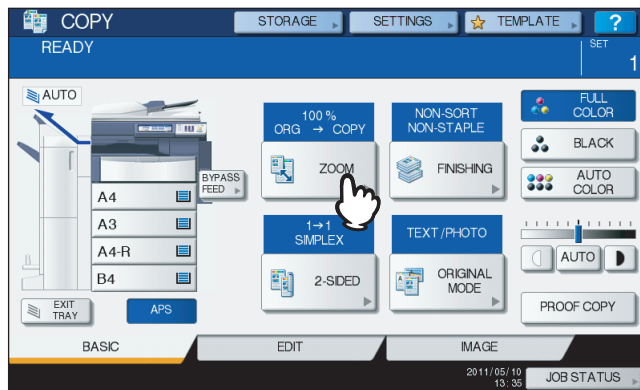 COPY
STORAGE
SETTINGS
TEMPLATE
?
READY
SET
1
AUTO
BYPASS
FEED
A4
A3
A4-R
B4
EXIT
TRAY
APS
100 %
ORG → COPY
ZOOM
NON-SORT
NON-STAPLE
FINISHING
1→1
SIMPLEX
2-SIDED
TEXT/PHOTO
ORIGINAL
MODE
FULL
COLOR
BLACK
AUTO
COLOR
AUTO
PROOF COPY
BASIC
EDIT
IMAGE
2011/05/10
13:35
JOB STATUS